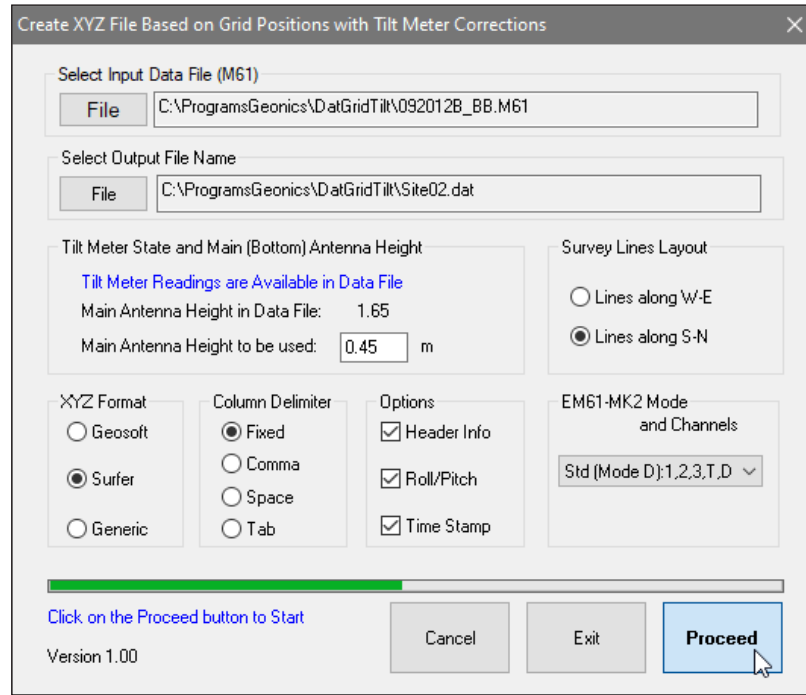 Create XYZ File Based on Grid Positions with Tilt Meter Corrections
Select Input Data File (M61)
File
C:\ProgramsGeonics\DatGridTilt\092012B_BB.M61
Select Output File Name
File
C:\ProgramsGeonics\DatGridTilt\Site02.dat
Tilt Meter State and Main (Bottom) Antenna Height
Tilt Meter Readings are Available in Data File
Main Antenna Height in Data File: 1.65
Main Antenna Height to be used: 0.45 m
Survey Lines Layout
Lines along W-E
Lines along S-N
XYZ Format
Geosoft
Surfer
Generic
Column Delimiter
Fixed
Comma
Space
Tab
Options
Header Info
Roll/Pitch
Time Stamp
EM61-MK2 Mode
and Channels
Std (Mode D):1,2,3,T,D
Click on the Proceed button to Start
Version 1.00
Cancel
Exit
Proceed